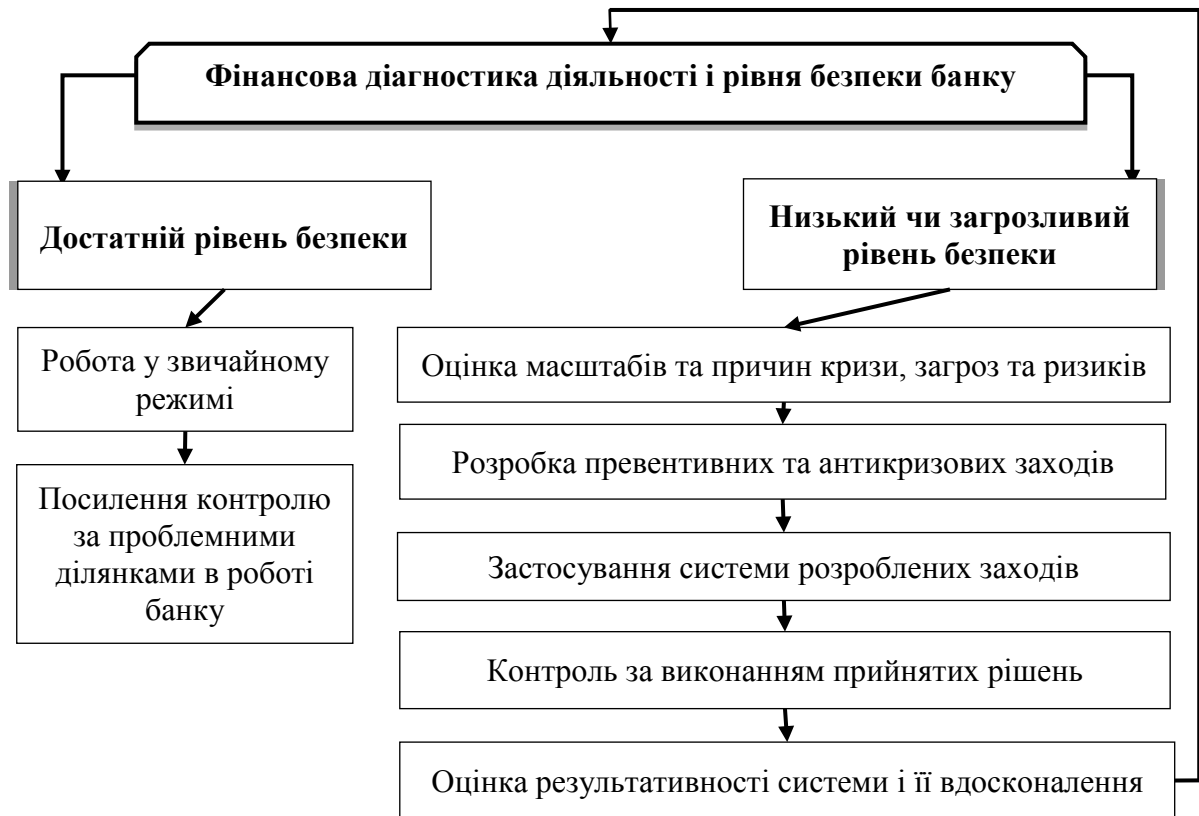 Фінансова діагностика діяльності і рівня безпеки банку
Достатній рівень безпеки
Робота у звичайному
режимі
Посилення контролю
за проблемними
ділянками в роботі
банку
Низький чи загрозливий
рівень безпеки
Оцінка масштабів та причин кризи, загроз та ризиків
Розробка превентивних та антикризових заходів
Застосування системи розроблених заходів
Контроль за виконанням прийнятих рішень
Оцінка результативності системи і її вдосконалення